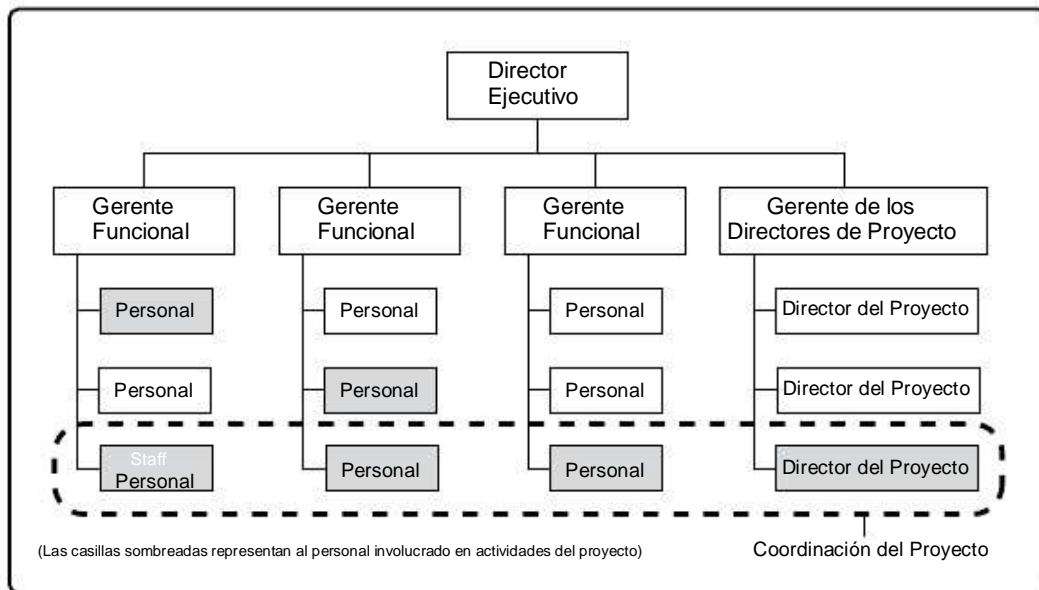 Director
Ejecutivo
Gerente
Funcional
Gerente
Funcional
Gerente
Funcional
Gerente de los
Directores de Proyecto
Personal
Personal
Personal
Director del Proyecto
Personal
Personal
Personal
Director del Proyecto
Staff
Personal
Personal
Personal
Director del Proyecto
(Las casillas sombreadas representan al personal involucrado en actividades del proyecto)
Coordinación del Proyecto